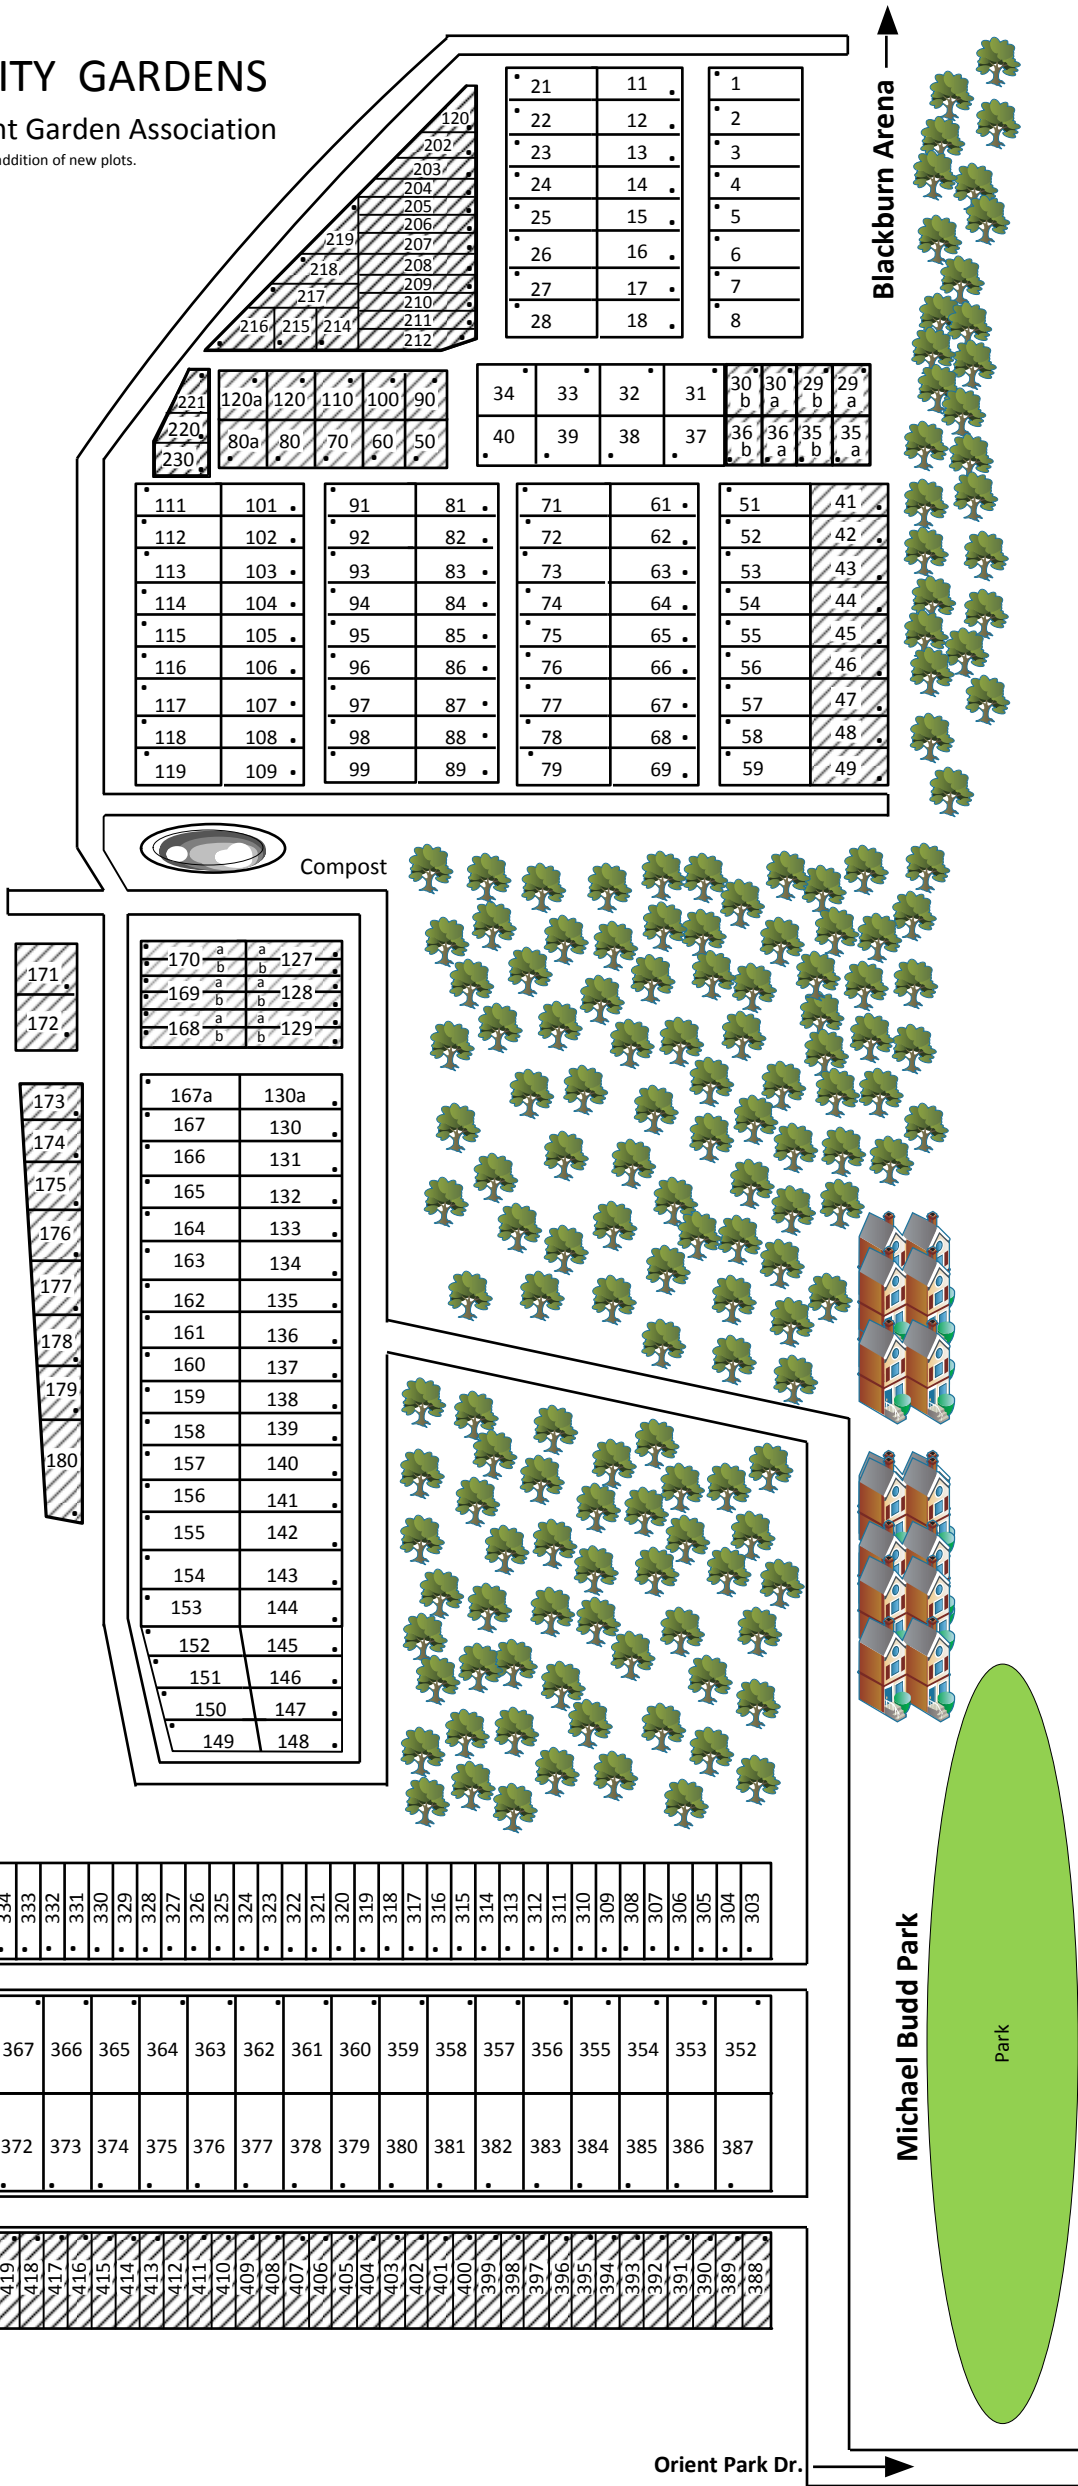 ITY GARDENS
nt Garden Association
addition of new plots.
Blackburn Arena
21 11 1
22 12 2
23 13 3
24 14 4
25 15 5
26 16 6
27 17 7
28 18 8
120
202
203
204
205
206
207
208
209
210
211
212
219
218
217
216 215 214
221
220
230
120a 120 110 100 90
80a 80 70 60 50
34 33 32 31 30b 30a 29b 29a
40 39 38 37 36b 36a 35b 35a
111 101 91 81 71 61 51 41
112 102 92 82 72 62 52 42
113 103 93 83 73 63 53 43
114 104 94 84 74 64 54 44
115 105 95 85 75 65 55 45
116 106 96 86 76 66 56 46
117 107 97 87 77 67 57 47
118 108 98 88 78 68 58 48
119 109 99 89 79 69 59 49
Compost
171
172
170 a b a b 127
169 a b a b 128
168 a b a b 129
173
174
175
176
177
178
179
180
167a 130a
167 130
166 131
165 132
164 133
163 134
162 135
161 136
160 137
159 138
158 139
157 140
156 141
155 142
154 143
153 144
152 145
151 146
150 147
149 148
334 333 332 331 330 329 328 327 326 325 324 323 322 321 320 319 318 317 316 315 314 313 312 311 310 309 308 307 306 305 304 303
367 366 365 364 363 362 361 360 359 358 357 356 355 354 353 352
372 373 374 375 376 377 378 379 380 381 382 383 384 385 386 387
419 418 417 416 415 414 413 412 411 410 409 408 407 406 405 404 403 402 401 400 399 398 397 396 395 394 393 392 391 390 389 388
Michael Budd Park
Park
Orient Park Dr.